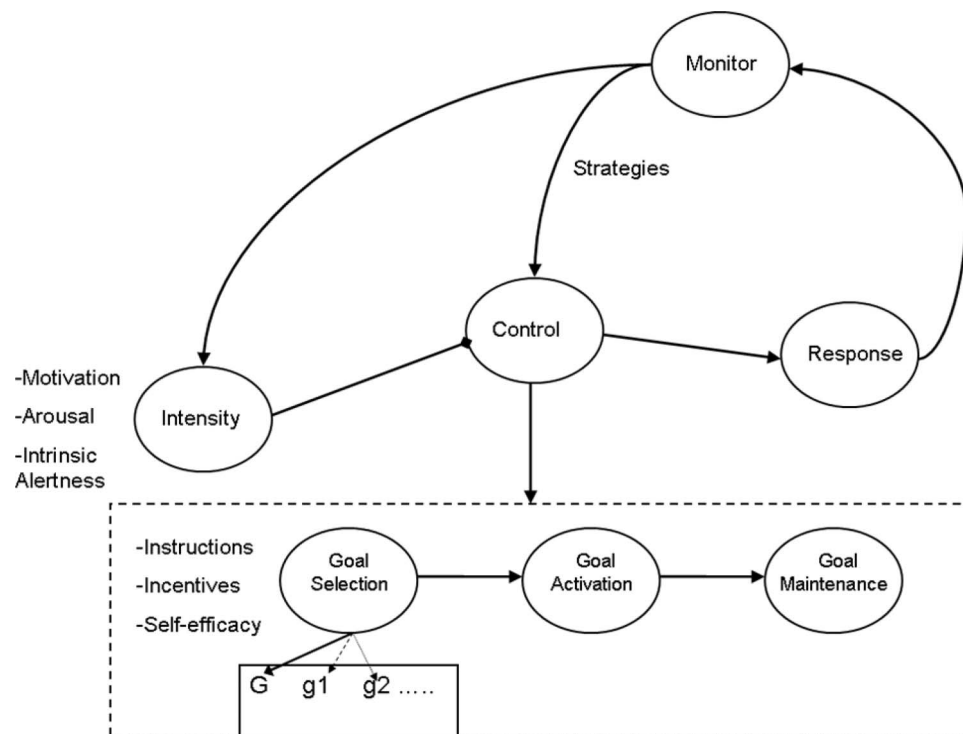 Monitor
Strategies
Control
Response
-Motivation
-Arousal
-Intrinsic
Alertness
Intensity
-Instructions
-Incentives
-Self-efficacy
Goal
Selection
Goal
Activation
Goal
Maintenance
G g1 g2 .....